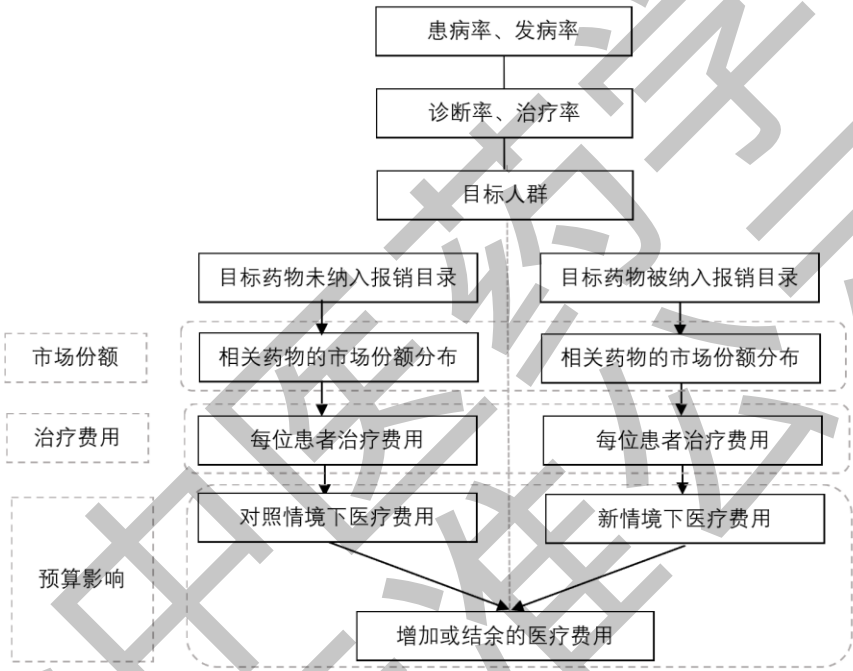 患病率、发病率
诊断率、治疗率
目标人群
目标药物未纳入报销目录
目标药物被纳入报销目录
市场份额
相关药物的市场份额分布
相关药物的市场份额分布
治疗费用
每位患者治疗费用
每位患者治疗费用
对照情境下医疗费用
新情境下医疗费用
预算影响
增加或结余的医疗费用